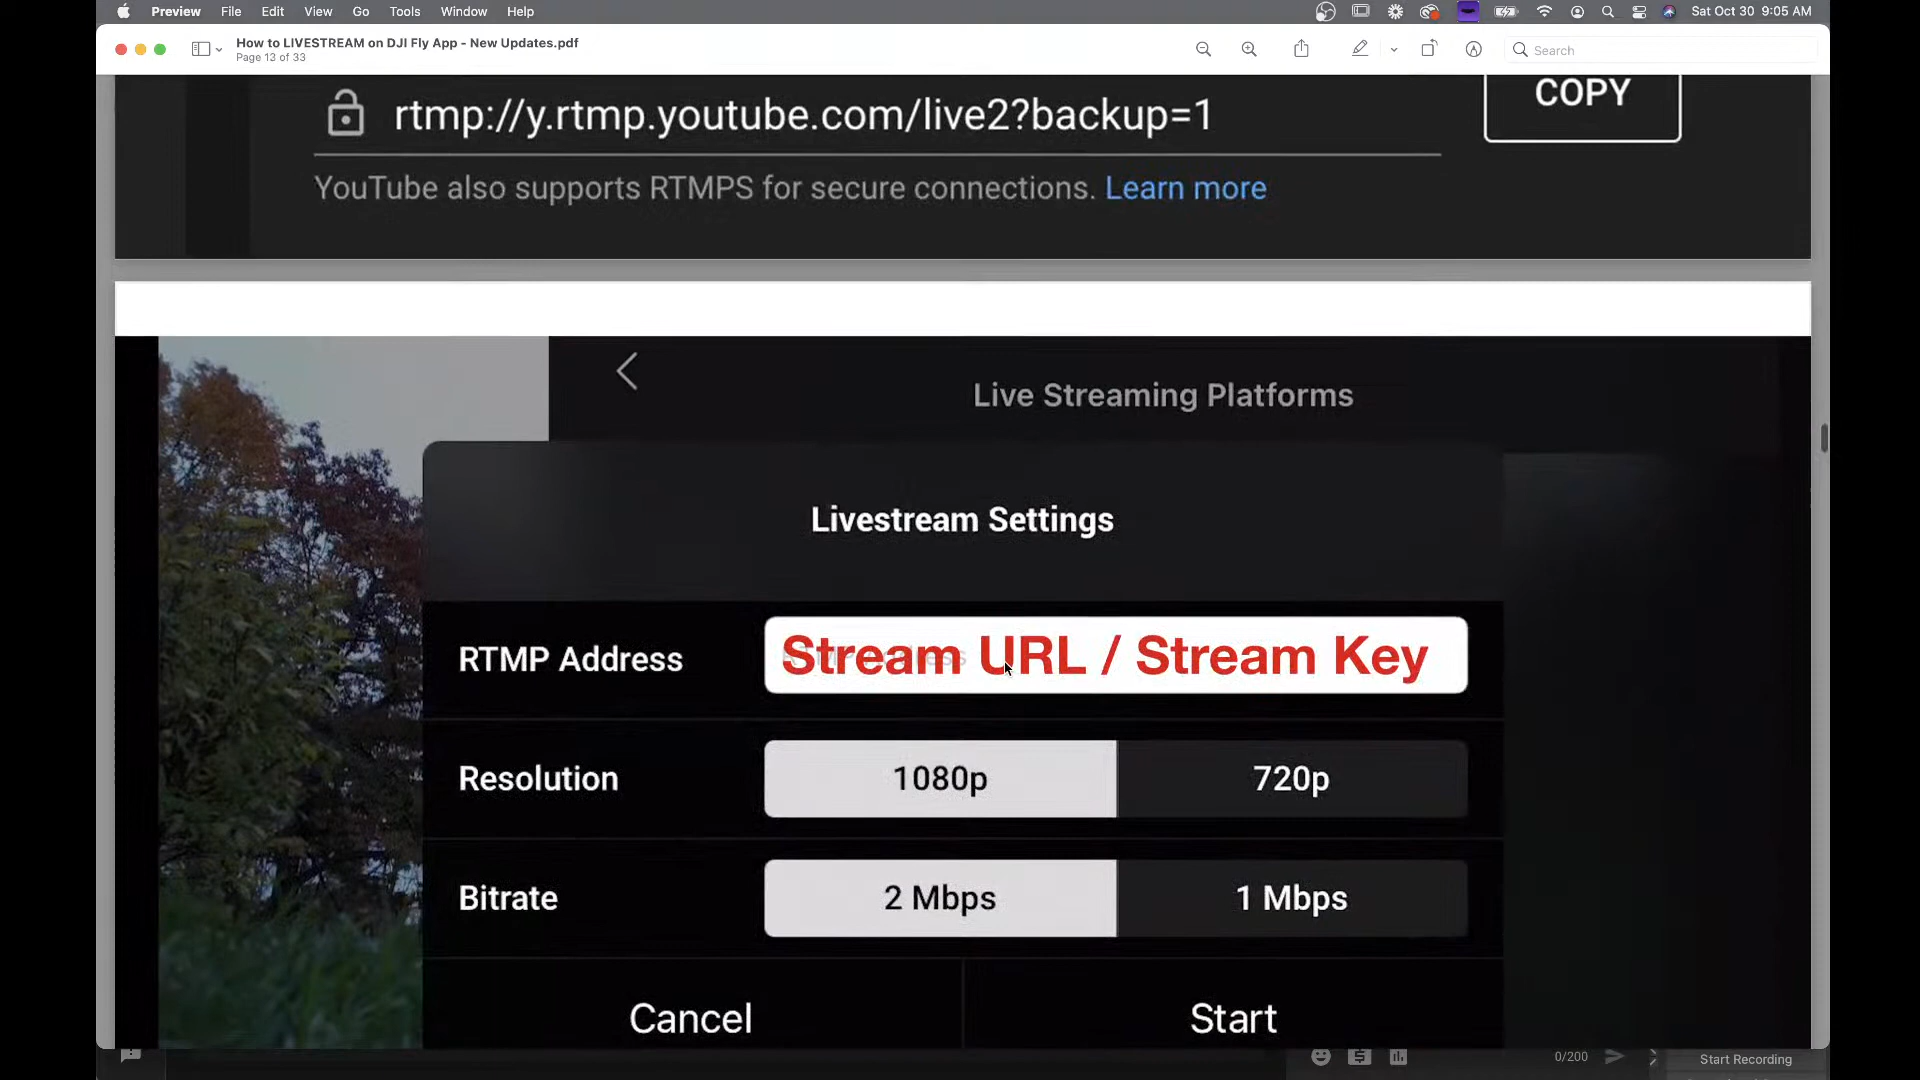 Preview File Edit View Go Tools Window Help Sat Oct 30 9:05 AM
How to LIVESTREAM on DJI Fly App - New Updates.pdf
Page 13 of 33
Search
rtmp://y.rtmp.youtube.com/live2?backup=1
COPY
YouTube also supports RTMPS for secure connections. Learn more
Live Streaming Platforms
Livestream Settings
RTMP Address Stream URL / Stream Key
Resolution 1080p 720p
Bitrate 2 Mbps 1 Mbps
Cancel Start
0/200 Start Recording